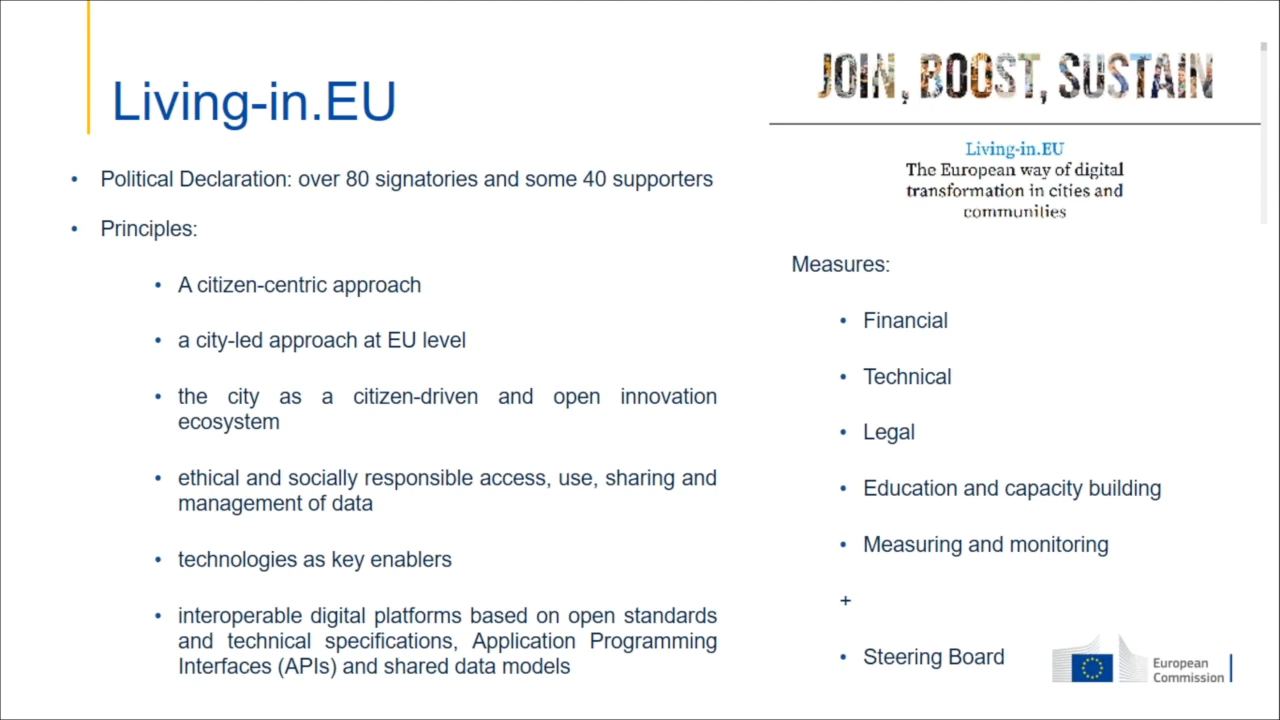 Living-in.EU
• Political Declaration: over 80 signatories and some 40 supporters
• Principles:
• A citizen-centric approach
• a city-led approach at EU level
• the city as a citizen-driven and open innovation
ecosystem
• ethical and socially responsible access, use, sharing and
management of data
• technologies as key enablers
• interoperable digital platforms based on open standards
and technical specifications, Application Programming
Interfaces (APIs) and shared data models
JOIN, BOOST, SUSTAIN
Living-in.EU
The European way of digital
transformation in cities and
communities
Measures:
• Financial
• Technical
• Legal
• Education and capacity building
• Measuring and monitoring
+
• Steering Board
European
Commission